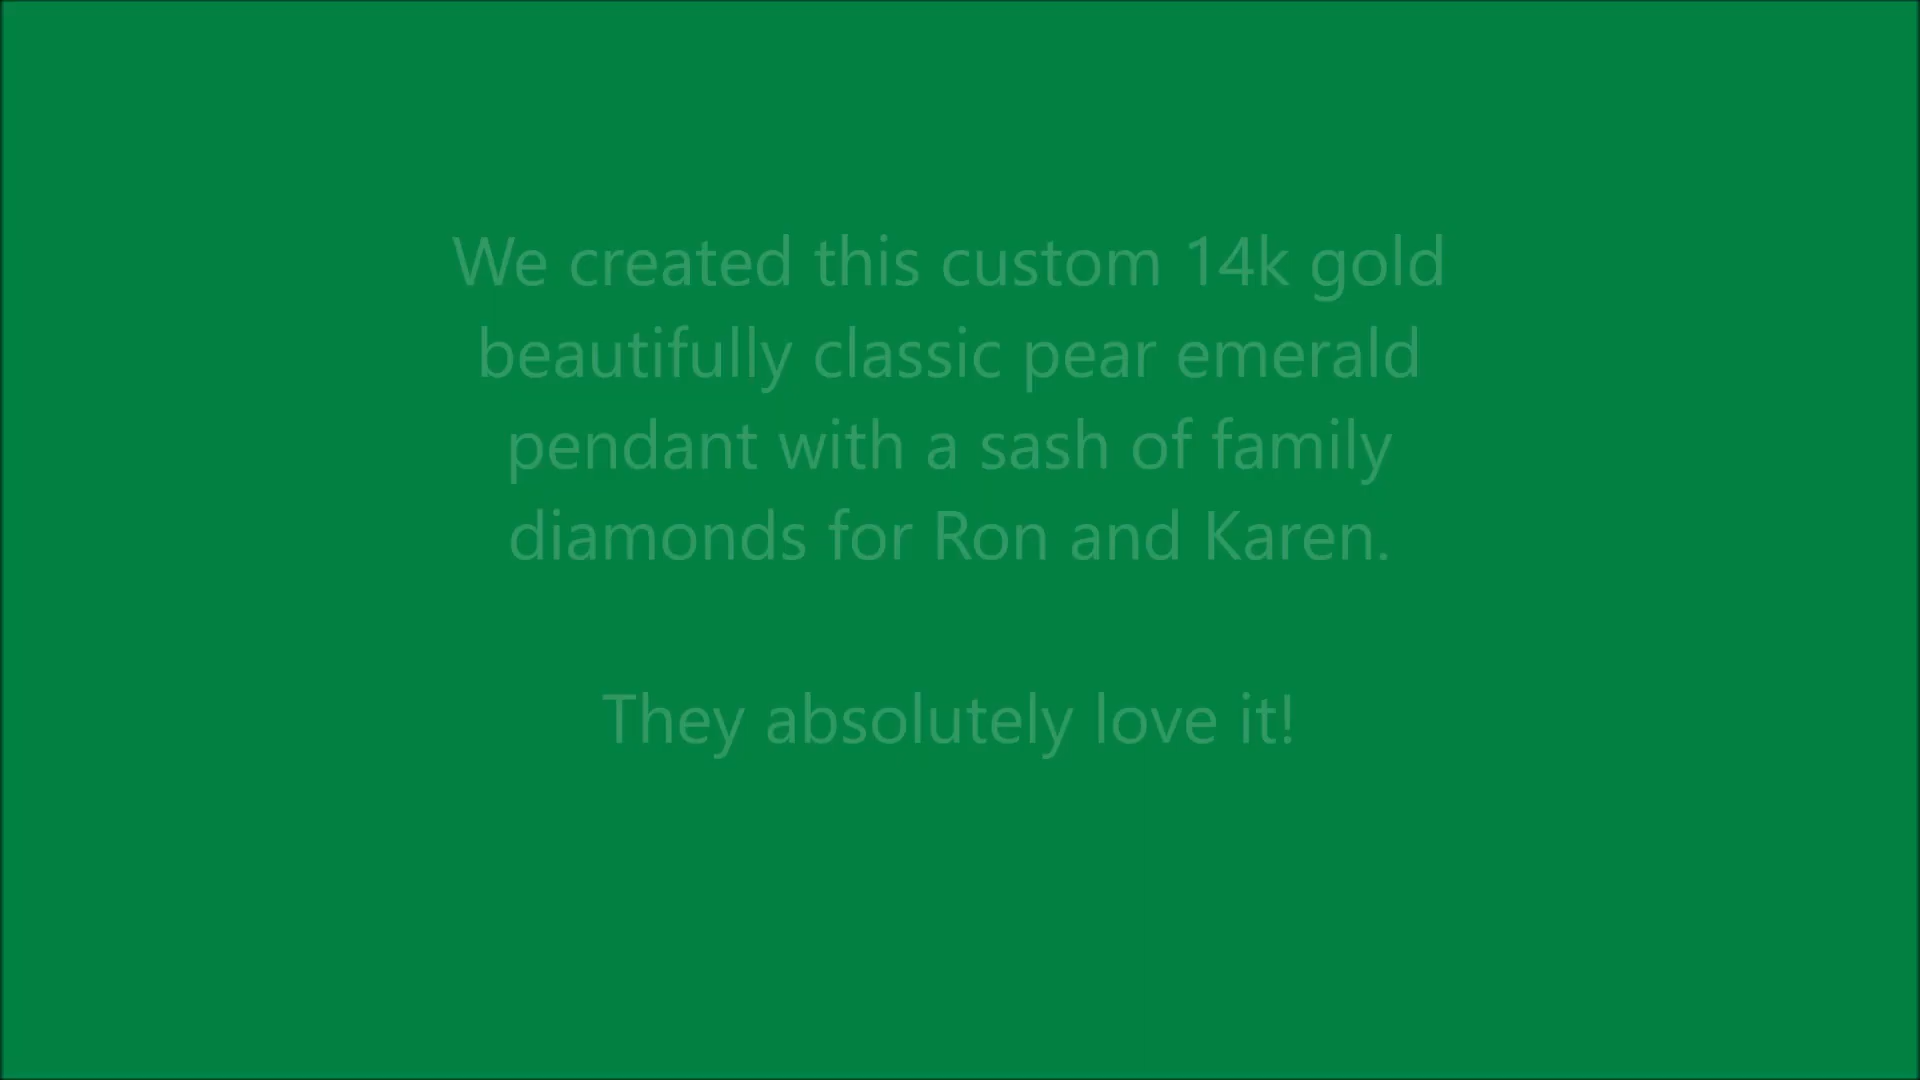 We created this custom 14k gold
beautifully classic pear emerald
pendant with a sash of family
diamonds for Ron and Karen.
They absolutely love it!